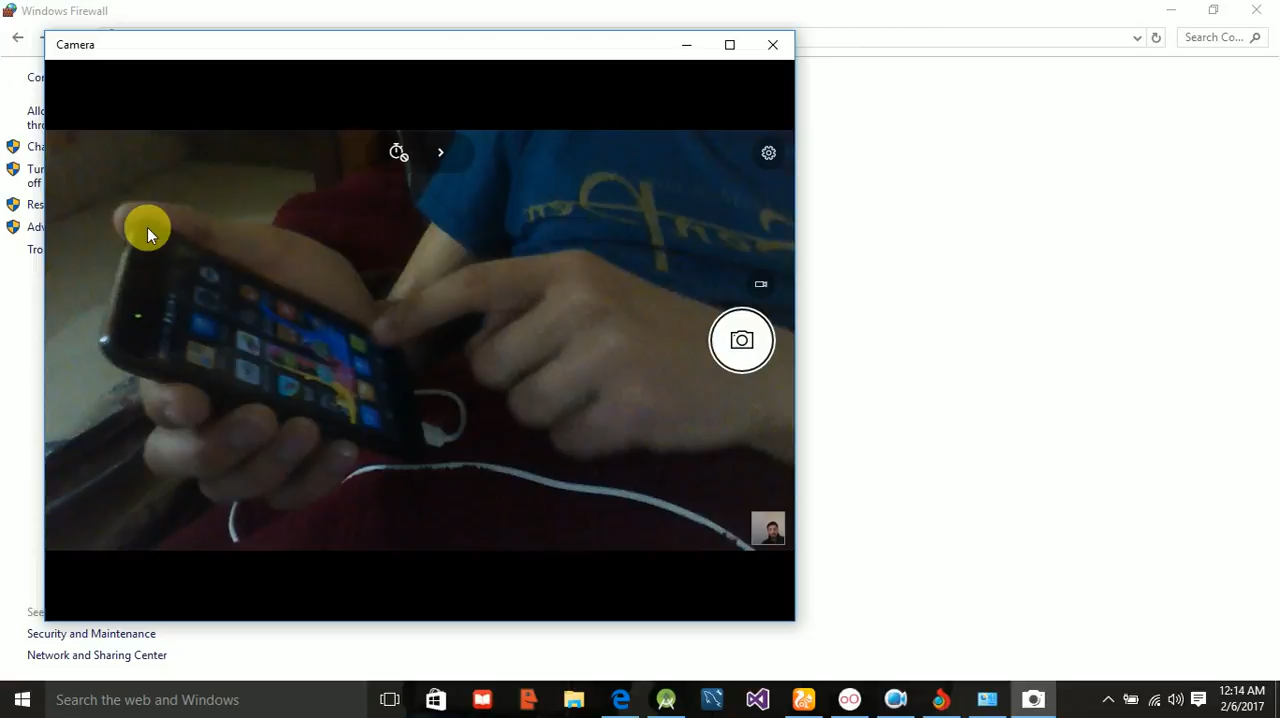 Windows Firewall
Search Co...
Camera
Security and Maintenance
Network and Sharing Center
Search the web and Windows
12:14 AM
2/6/2017